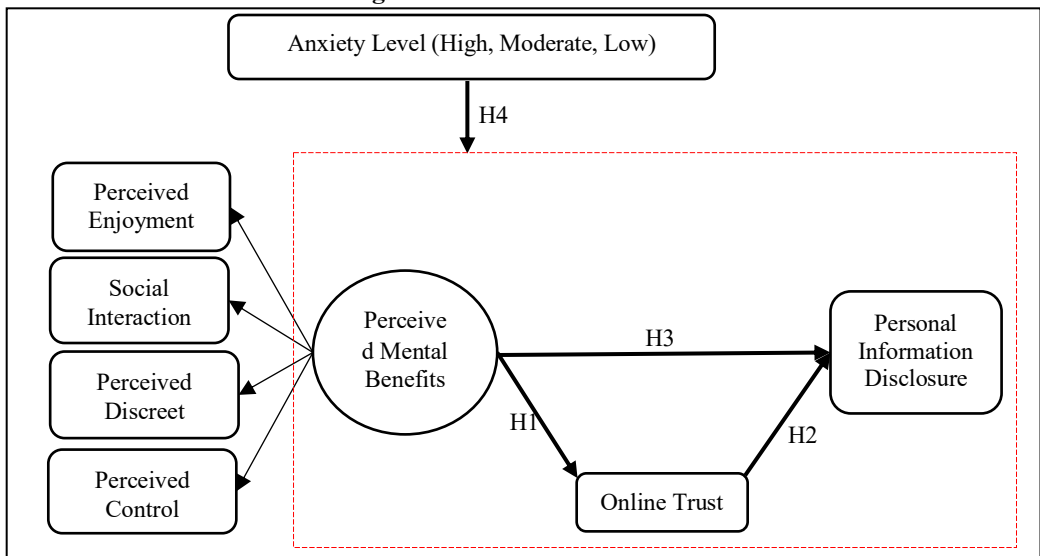 Anxiety Level (High, Moderate, Low)
H4
Perceived
Enjoyment
Social
Interaction
Perceived
Discreet
Perceived
Control
Perceive
d Mental
Benefits
H3
H1
H2
Personal
Information
Disclosure
Online Trust